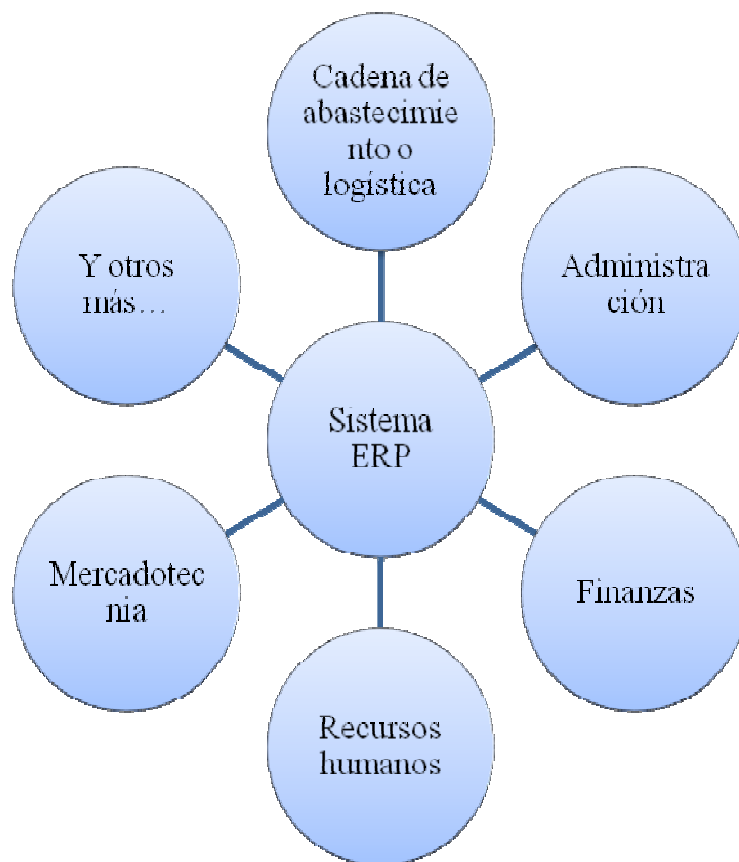 Cadena de
abastecimie
nto o
logística
Administra
ción
Finanzas
Recursos
humanos
Mercadotec
nia
Y otros
más...
Sistema
ERP